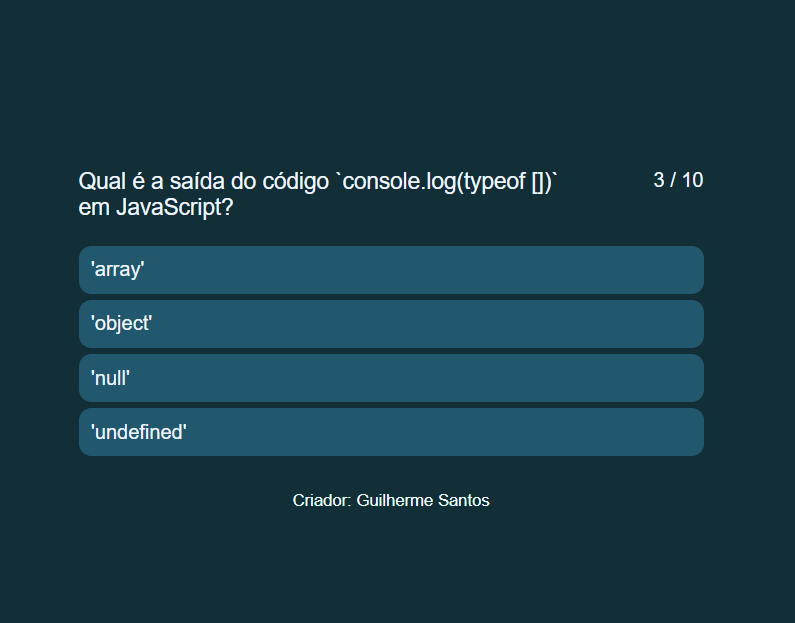 Qual é a saída do código `console.log(typeof [])`
em JavaScript?
3 / 10
'array'
'object'
'null'
'undefined'
Criador: Guilherme Santos